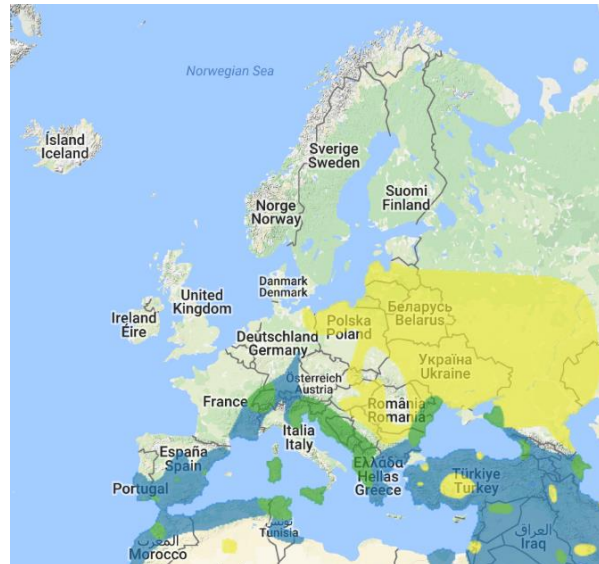 Norwegian Sea
Ísland
Iceland
Sverige
Sweden
Suomi
Finland
Norge
Norway
Danmark
Denmark
United
Kingdom
Ireland
Éire
Беларусь
Belarus
Polska
Poland
Deutschland
Germany
Україна
Ukraine
Österreich
Austria
France
România
Romania
Italia
Italy
España
Spain
Portugal
Ελλάδα
Hellas
Greece
Türkiye
Turkey
تونس
Tunisia
العراق
Iraq
المغرب
Morocco